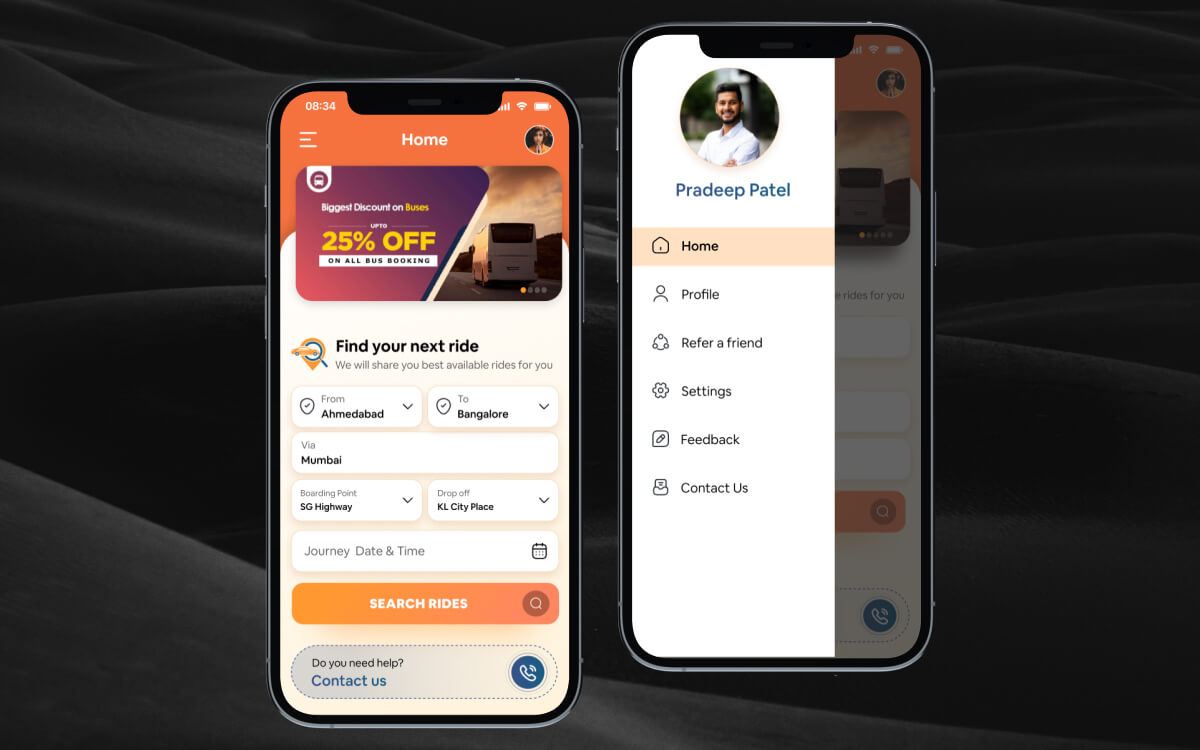 08:34
Home
Biggest Discount on Buses
UPTO
25% OFF
ON ALL BUS BOOKING
Find your next ride
We will share you best available rides for you
From
Ahmedabad
To
Bangalore
Via
Mumbai
Boarding Point
SG Highway
Drop off
KL City Place
Journey Date & Time
SEARCH RIDES
Do you need help?
Contact us
Pradeep Patel
Home
Profile
Refer a friend
Settings
Feedback
Contact Us
rides for you